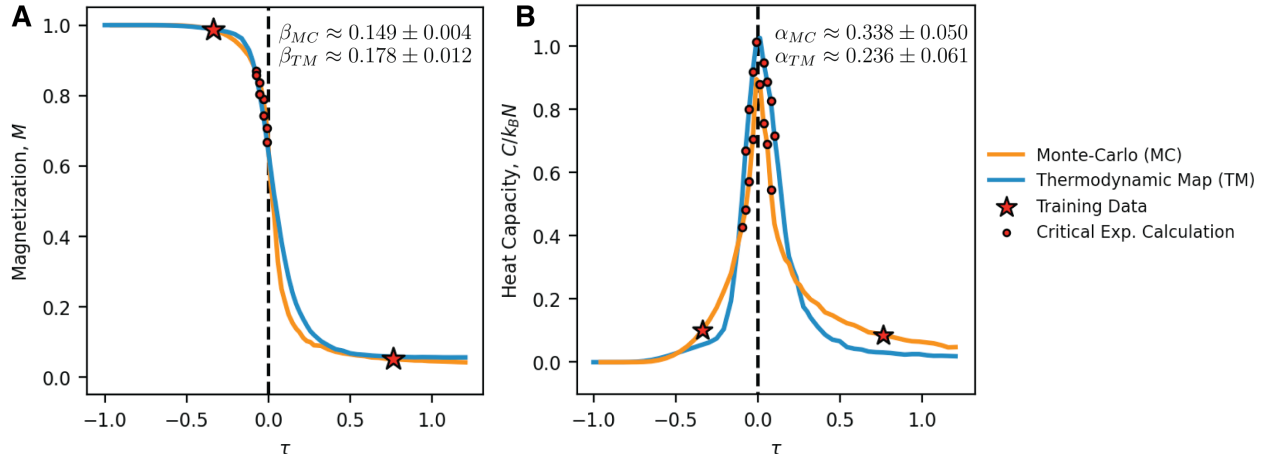 A
β_MC ≈ 0.149 ± 0.004
β_TM ≈ 0.178 ± 0.012
Magnetization, M
1.0
0.8
0.6
0.4
0.2
0.0
−1.0 −0.5 0.0 0.5 1.0
τ
B
α_MC ≈ 0.338 ± 0.050
α_TM ≈ 0.236 ± 0.061
Heat Capacity, C/k_BN
1.0
0.8
0.6
0.4
0.2
0.0
−1.0 −0.5 0.0 0.5 1.0
τ
Monte-Carlo (MC)
Thermodynamic Map (TM)
Training Data
Critical Exp. Calculation